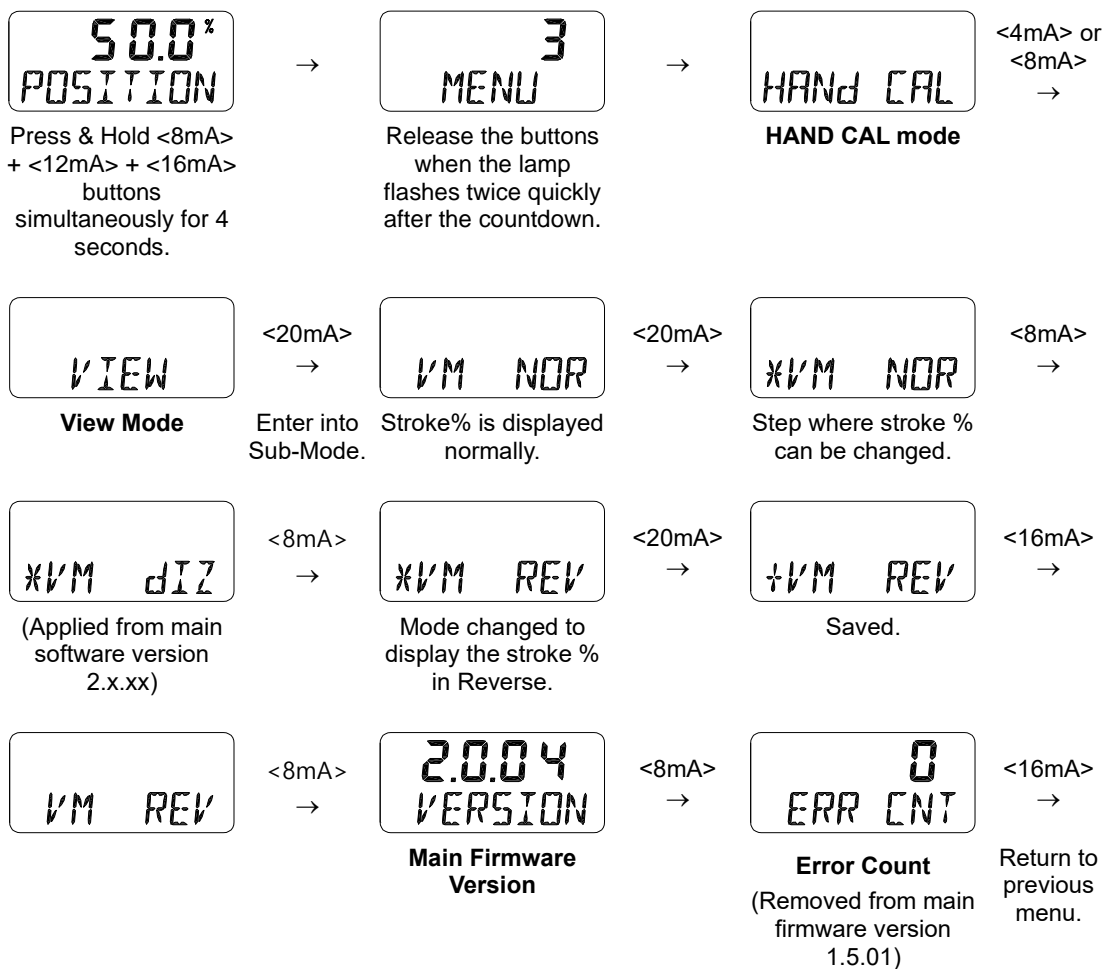 50.0%
POSITION
→
3
MENU
→
HANd CAL
<4mA> or
<8mA>
→
Press & Hold <8mA>
+ <12mA> + <16mA>
buttons
simultaneously for 4
seconds.
Release the buttons
when the lamp
flashes twice quickly
after the countdown.
HAND CAL mode
VIEW
<20mA>
→
VM NOR
<20mA>
→
*VM NOR
<8mA>
→
View Mode
Enter into
Sub-Mode.
Stroke% is displayed
normally.
Step where stroke %
can be changed.
*VM dIZ
<8mA>
→
*VM REV
<20mA>
→
+VM REV
<16mA>
→
(Applied from main
software version
2.x.xx)
Mode changed to
display the stroke %
in Reverse.
Saved.
VM REV
<8mA>
→
2.0.04
VERSION
<8mA>
→
0
ERR CNT
<16mA>
→
Main Firmware
Version
Error Count
(Removed from main
firmware version
1.5.01)
Return to
previous
menu.